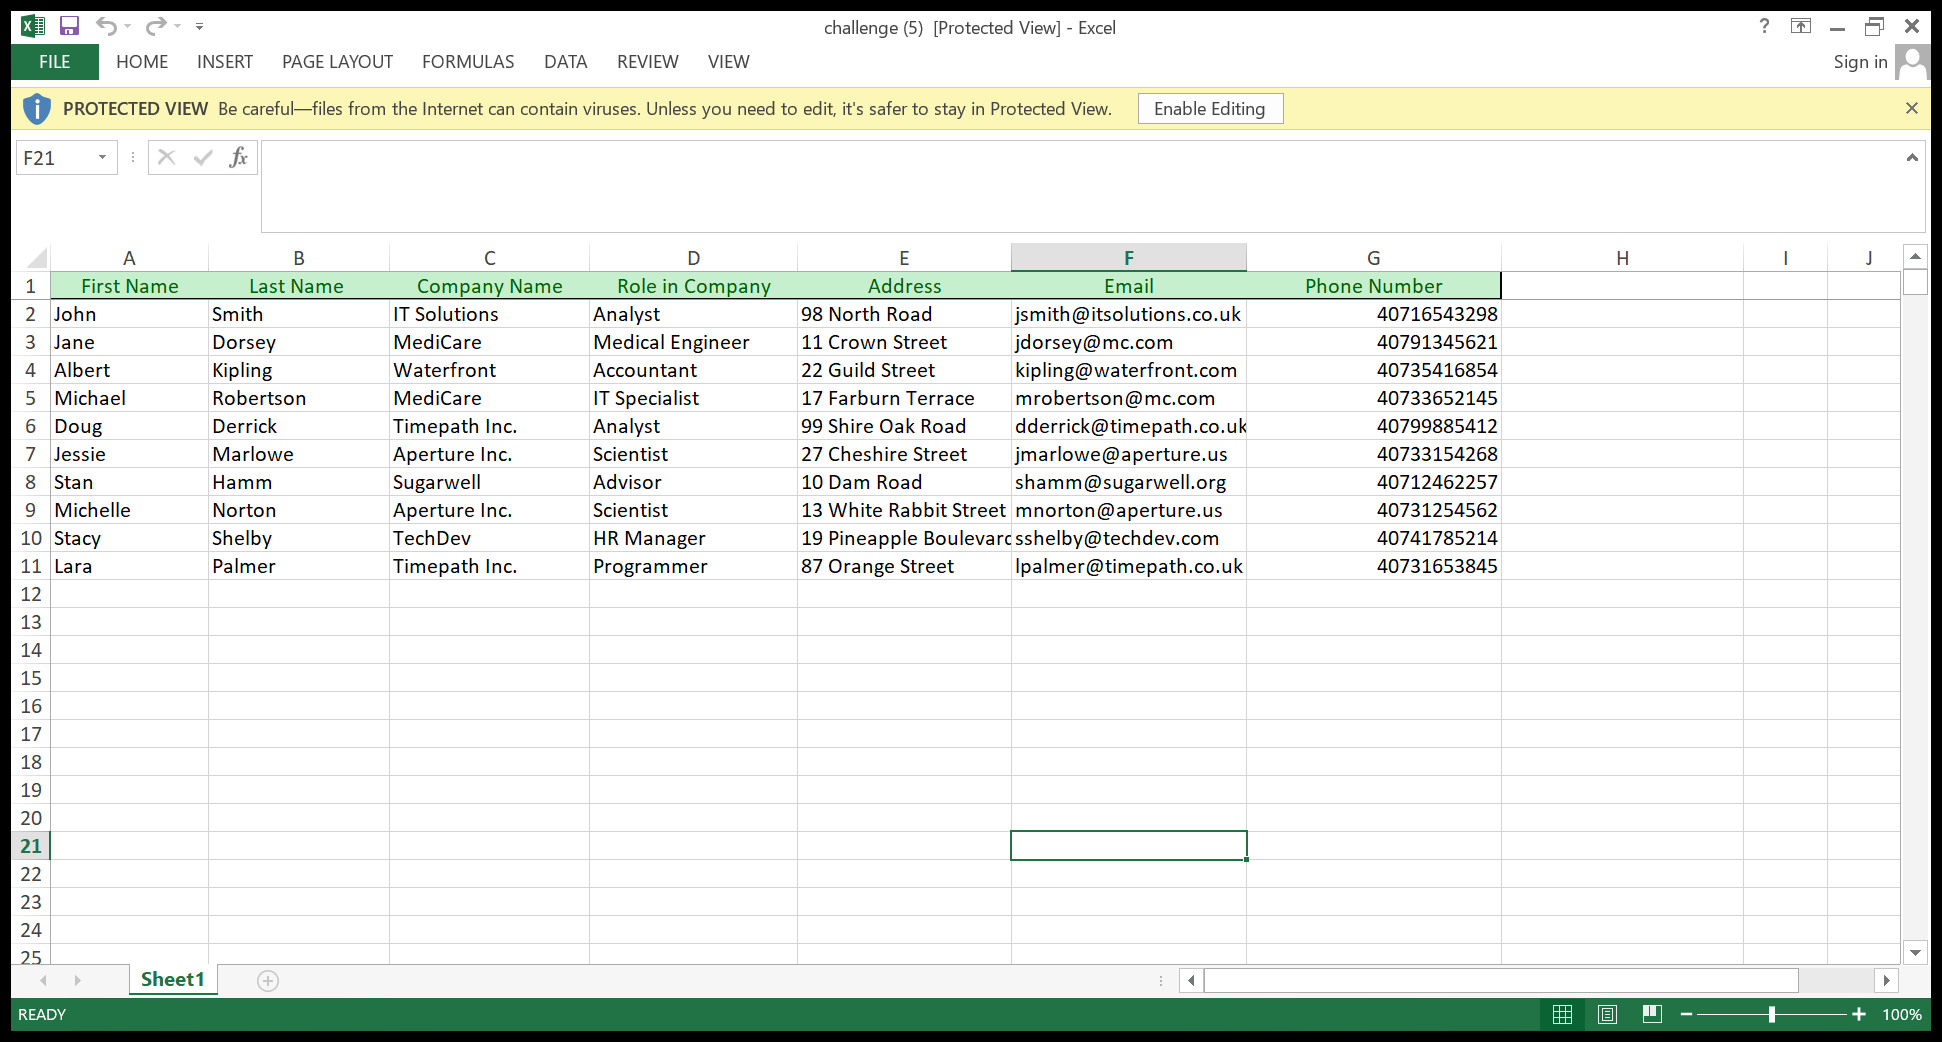 challenge (5) [Protected View] - Excel
?
FILE HOME INSERT PAGE LAYOUT FORMULAS DATA REVIEW VIEW Sign in
PROTECTED VIEW Be careful—files from the Internet can contain viruses. Unless you need to edit, it's safer to stay in Protected View. Enable Editing
F21 fx
A B C D E F G H I J
1 First Name Last Name Company Name Role in Company Address Email Phone Number
2 John Smith IT Solutions Analyst 98 North Road jsmith@itsolutions.co.uk 40716543298
3 Jane Dorsey MediCare Medical Engineer 11 Crown Street jdorsey@mc.com 40791345621
4 Albert Kipling Waterfront Accountant 22 Guild Street kipling@waterfront.com 40735416854
5 Michael Robertson MediCare IT Specialist 17 Farburn Terrace mrobertson@mc.com 40733652145
6 Doug Derrick Timepath Inc. Analyst 99 Shire Oak Road dderrick@timepath.co.uk 40799885412
7 Jessie Marlowe Aperture Inc. Scientist 27 Cheshire Street jmarlowe@aperture.us 40733154268
8 Stan Hamm Sugarwell Advisor 10 Dam Road shamm@sugarwell.org 40712462257
9 Michelle Norton Aperture Inc. Scientist 13 White Rabbit Street mnorton@aperture.us 40731254562
10 Stacy Shelby TechDev HR Manager 19 Pineapple Boulevard sshelby@techdev.com 40741785214
11 Lara Palmer Timepath Inc. Programmer 87 Orange Street lpalmer@timepath.co.uk 40731653845
12
13
14
15
16
17
18
19
20
21
22
23
24
25
Sheet1
READY 100%